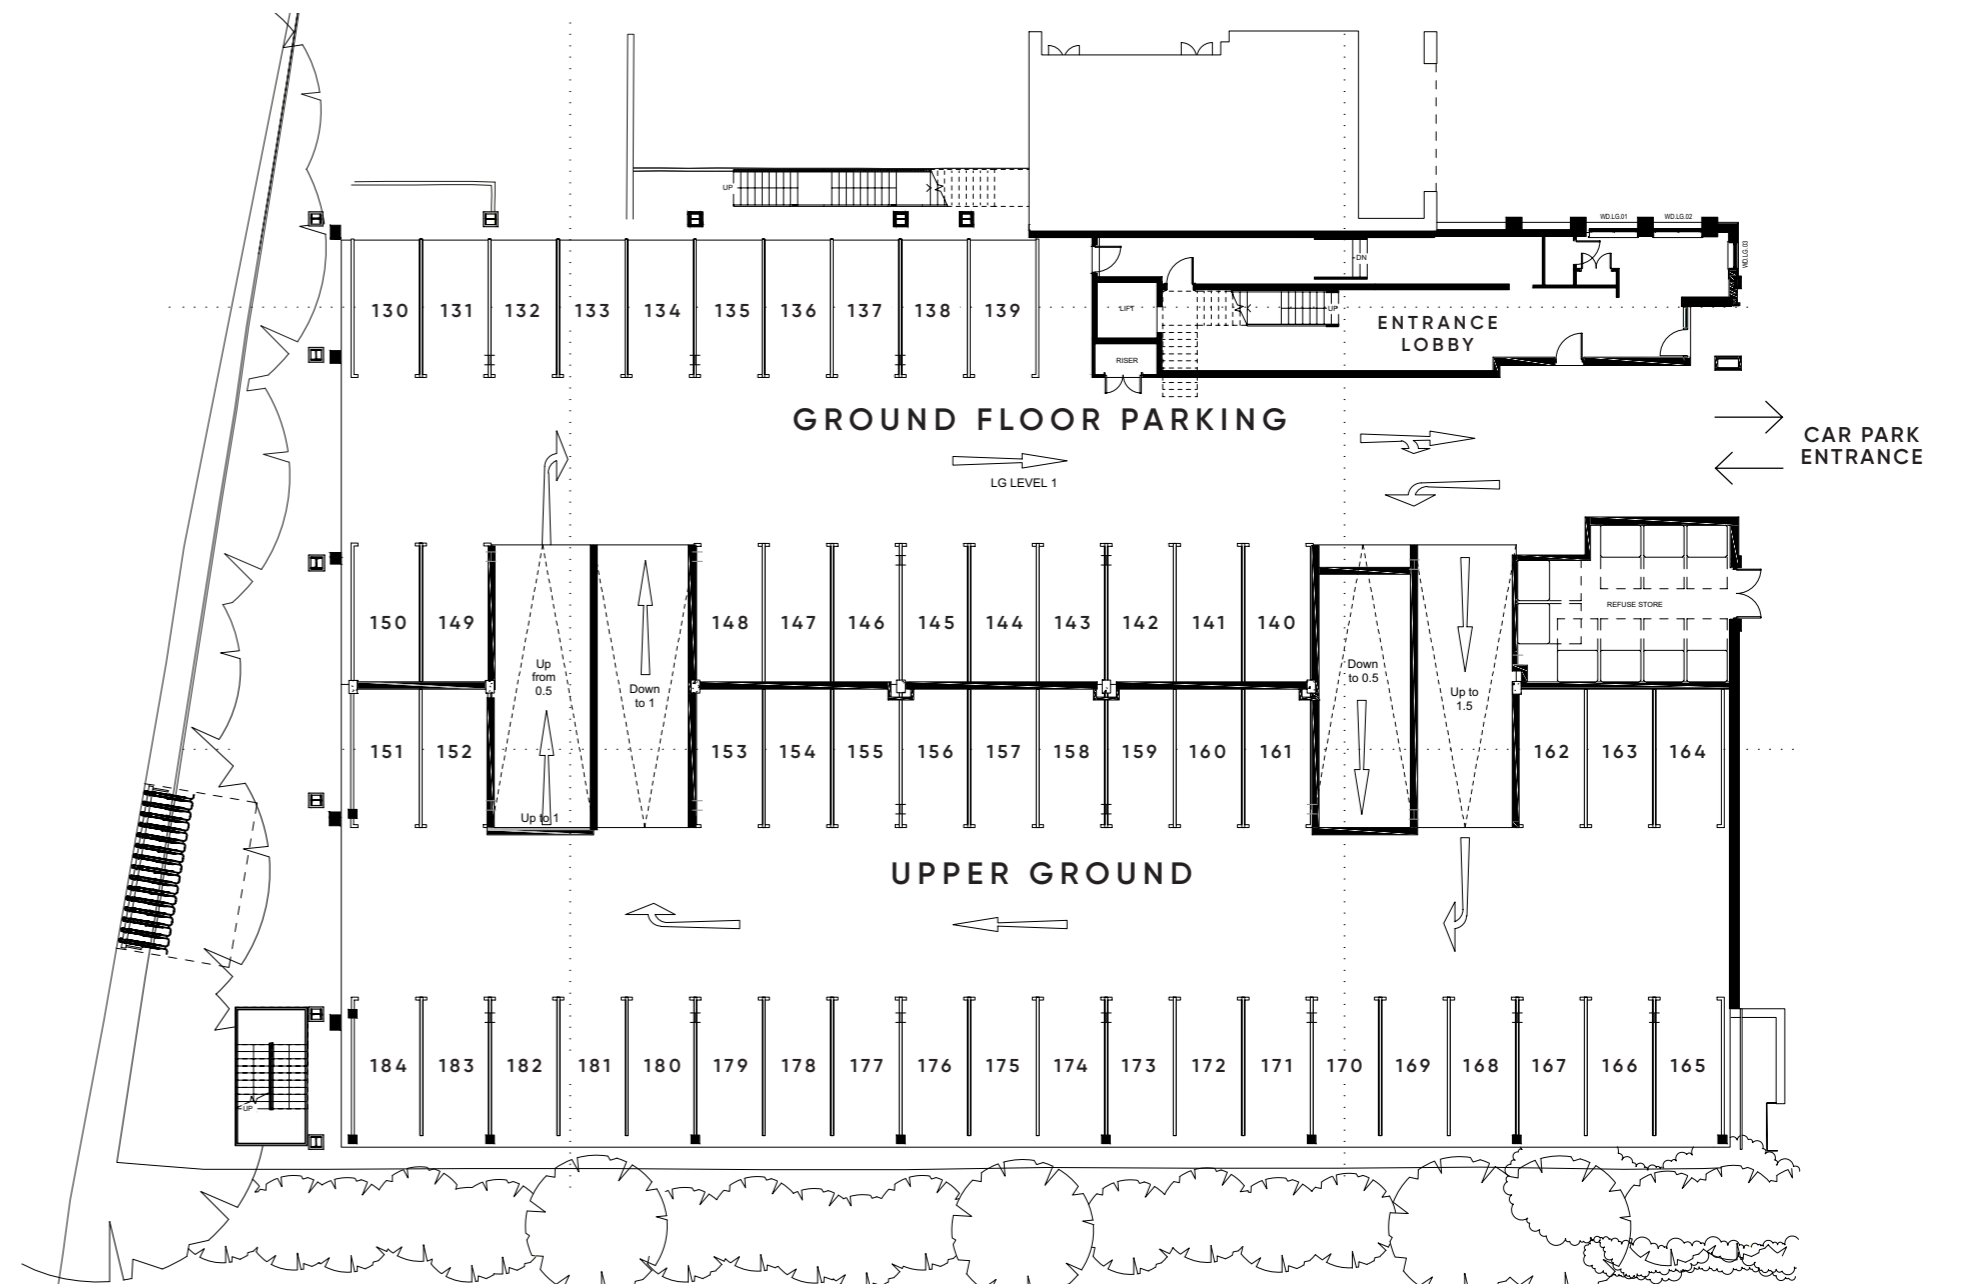 UP
WD.LG.01 WD.LG.02
WD.LG.03
DN
130 131 132 133 134 135 136 137 138 139
LIFT
UP
ENTRANCE
LOBBY
RISER
GROUND FLOOR PARKING
CAR PARK
ENTRANCE
LG LEVEL 1
REFUSE STORE
150 149 148 147 146 145 144 143 142 141 140
Up
from
0.5
Down
to 1
Down
to 0.5
Up to
1.5
151 152 153 154 155 156 157 158 159 160 161 162 163 164
Up to 1
UPPER GROUND
184 183 182 181 180 179 178 177 176 175 174 173 172 171 170 169 168 167 166 165
UP